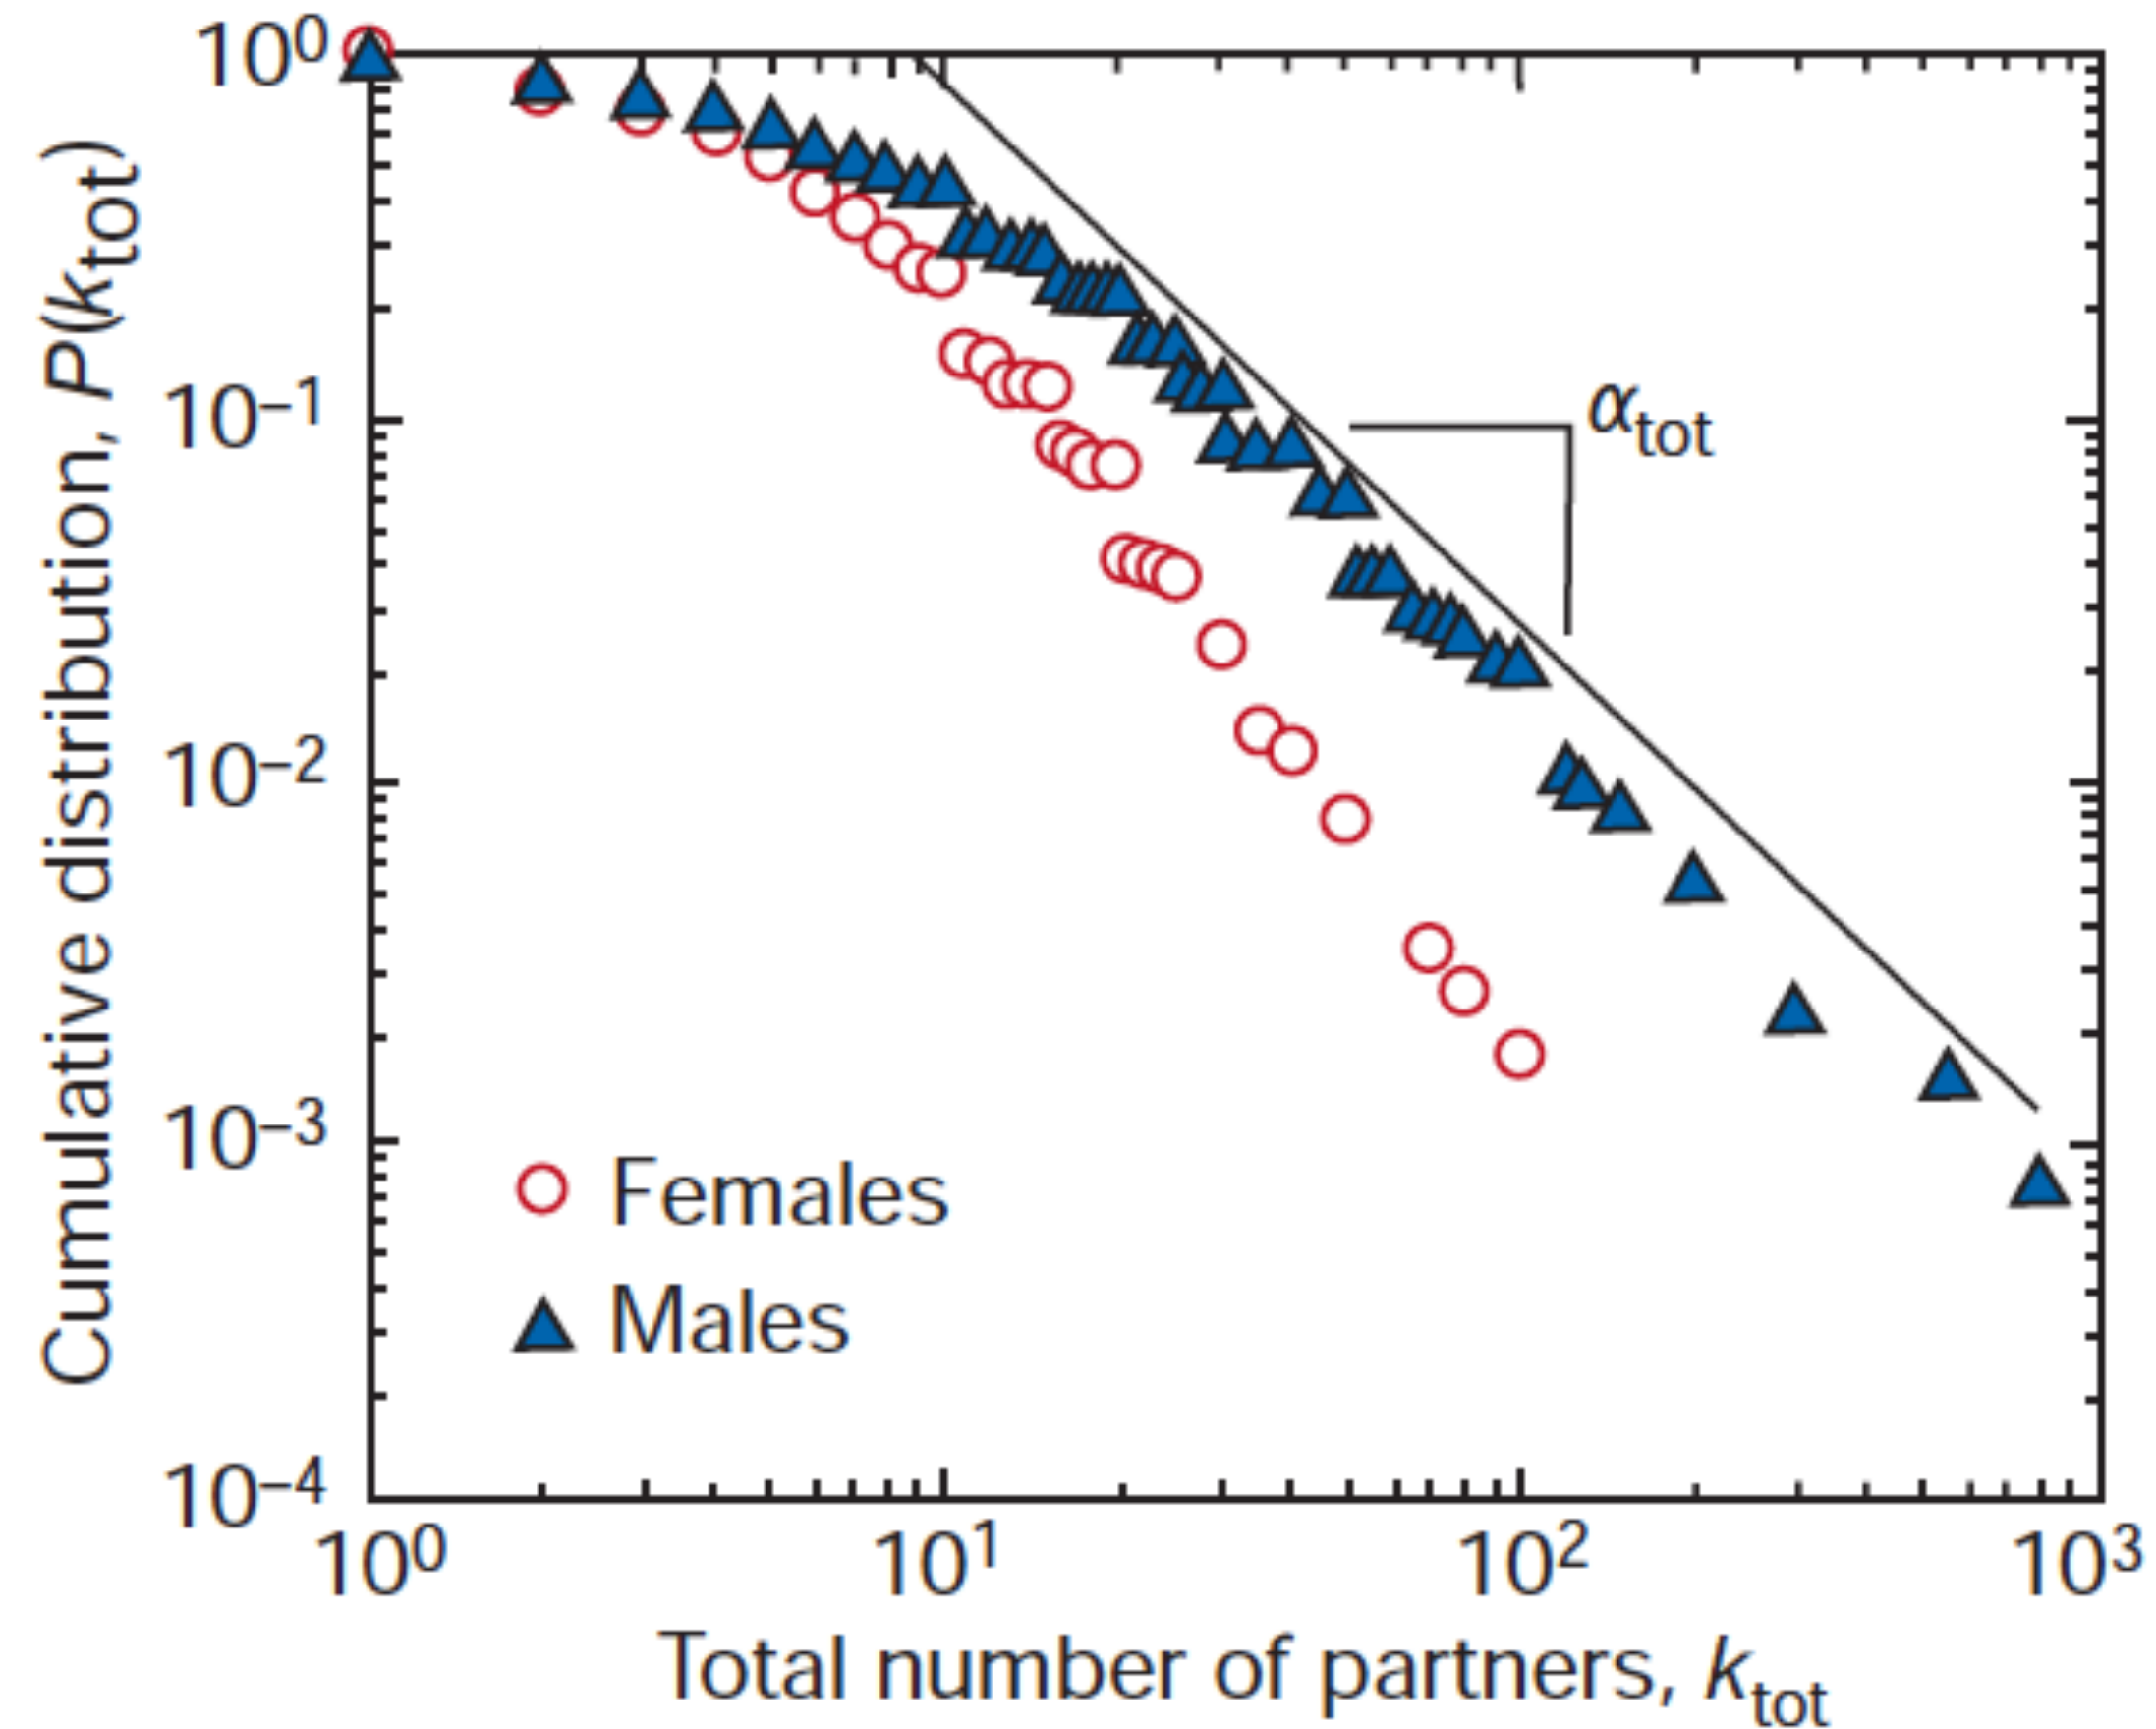 Cumulative distribution, P(k_tot)
10⁰
10⁻¹
10⁻²
10⁻³
10⁻⁴
α_tot
Females
Males
10⁰ 10¹ 10² 10³
Total number of partners, k_tot